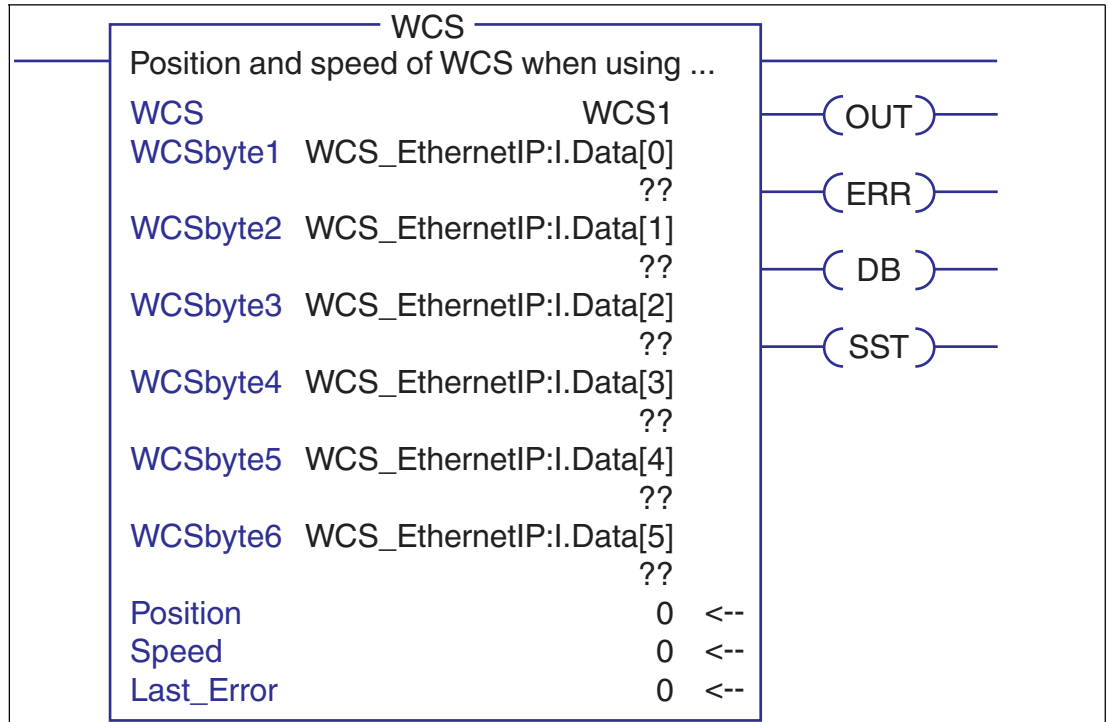 WCS
Position and speed of WCS when using ...
WCS WCS1 OUT
WCSbyte1 WCS_EthernetIP:I.Data[0]
?? ERR
WCSbyte2 WCS_EthernetIP:I.Data[1]
?? DB
WCSbyte3 WCS_EthernetIP:I.Data[2]
?? SST
WCSbyte4 WCS_EthernetIP:I.Data[3]
??
WCSbyte5 WCS_EthernetIP:I.Data[4]
??
WCSbyte6 WCS_EthernetIP:I.Data[5]
??
Position 0 <--
Speed 0 <--
Last_Error 0 <--